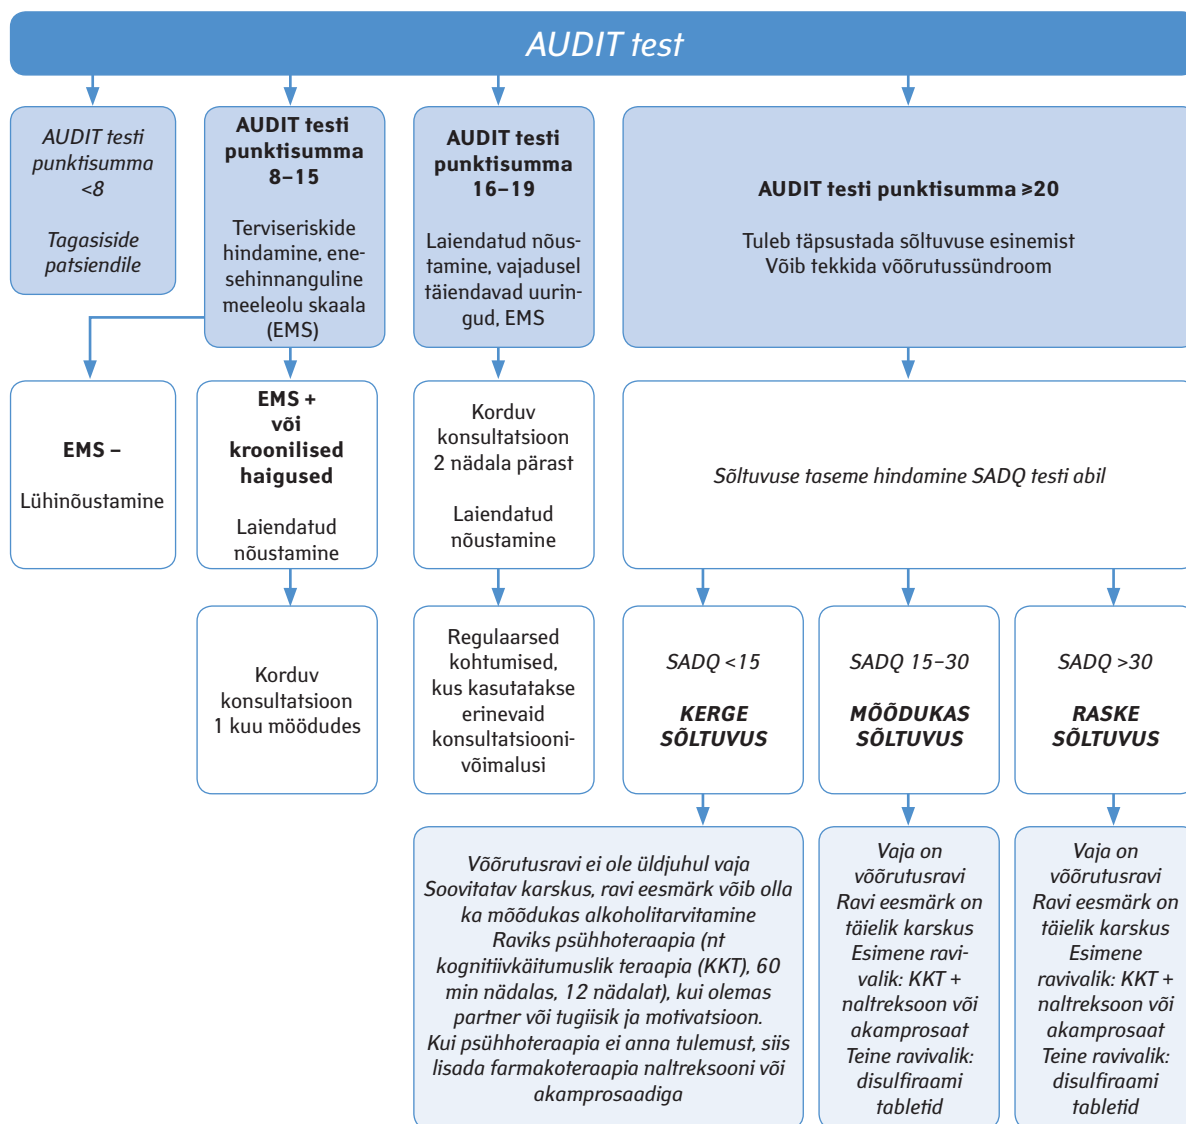 AUDIT test
AUDIT testi
punktisumma
<8
Tagasiside
patsiendile
AUDIT testi
punktisumma
8–15
Terviseriskide
hindamine, ene-
sehinnanguline
meeleolu skaala
(EMS)
AUDIT testi
punktisumma
16–19
Laiendatud nõus-
tamine, vajadusel
täiendavad uurin-
gud, EMS
AUDIT testi punktisumma ≥20
Tuleb täpsustada sõltuvuse esinemist
Võib tekkida võõrutussündroom
EMS –
Lühinõustamine
EMS +
või
kroonilised
haigused
Laiendatud
nõustamine
Korduv
konsultatsioon
2 nädala pärast
Laiendatud
nõustamine
Sõltuvuse taseme hindamine SADQ testi abil
Korduv
konsultatsioon
1 kuu möödudes
Regulaarsed
kohtumised,
kus kasutatakse
erinevaid
konsultatsiooni-
võimalusi
SADQ <15
KERGE
SÕLTUVUS
SADQ 15–30
MÕÕDUKAS
SÕLTUVUS
SADQ >30
RASKE
SÕLTUVUS
Võõrutusravi ei ole üldjuhul vaja
Soovitatav karskus, ravi eesmärk võib olla
ka mõõdukas alkoholitarvitamine
Raviks psühhoteraapia (nt
kognitiivkäitumuslik teraapia (KKT), 60
min nädalas, 12 nädalat), kui olemas
partner või tugiisik ja motivatsioon.
Kui psühhoteraapia ei anna tulemust, siis
lisada farmakoteraapia naltreksooni või
akamprosaadiga
Vaja on
võõrutusravi
Ravi eesmärk on
täielik karskus
Esimene ravi-
valik: KKT +
naltreksoon või
akamprosaat
Teine ravivalik:
disulfiraami
tabletid
Vaja on
võõrutusravi
Ravi eesmärk on
täielik karskus
Esimene
ravivalik: KKT +
naltreksoon või
akamprosaat
Teine ravivalik:
disulfiraami
tabletid